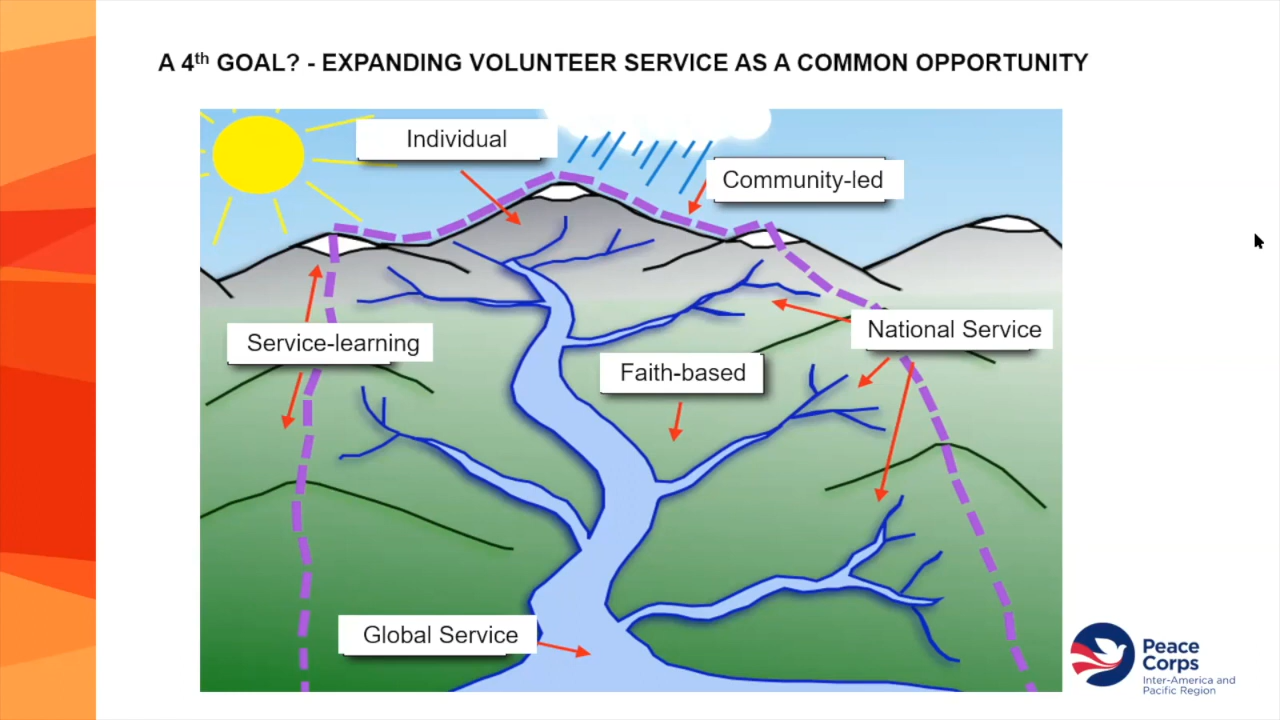 A 4th GOAL? - EXPANDING VOLUNTEER SERVICE AS A COMMON OPPORTUNITY
Individual
Community-led
National Service
Service-learning
Faith-based
Global Service
Peace
Corps
Inter-America and
Pacific Region